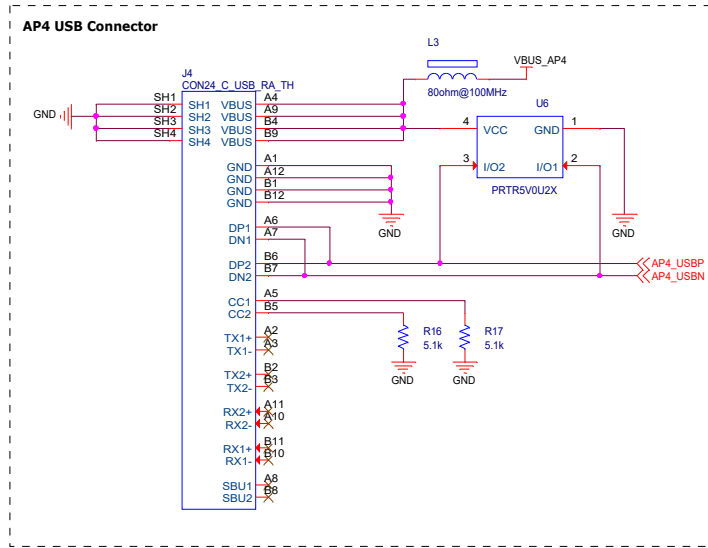 AP4 USB Connector
L3
VBUS_AP4
80ohm@100MHz
J4
CON24_C_USB_RA_TH
GND
SH1 SH1 VBUS A4
SH2 SH2 VBUS A9
SH3 SH3 VBUS B4
SH4 SH4 VBUS B9
U6
4 VCC GND 1
3 I/O2 I/O1 2
PRTR5V0U2X
GND A1
GND A12
GND B1
GND B12
GND
GND
DP1 A6
DN1 A7
DP2 B6
DN2 B7
AP4_USBP
AP4_USBN
CC1 A5
CC2 B5
R16
5.1k
R17
5.1k
GND
GND
TX1+ A2
TX1- A3
TX2+ B2
TX2- B3
RX2+ A11
RX2- A10
RX1+ B11
RX1- B10
SBU1 A8
SBU2 B8